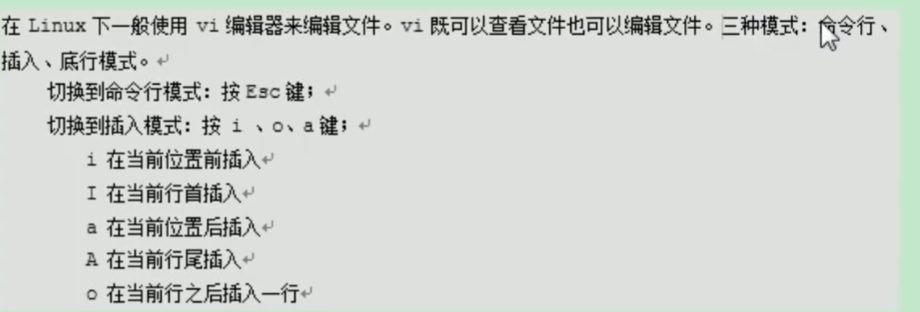 在 Linux 下一般使用 vi 编辑器来编辑文件。vi 既可以查看文件也可以编辑文件。三种模式：命令行、
插入、底行模式。
切换到命令行模式：按 Esc 键；
切换到插入模式：按 i 、o、a 键；
i 在当前位置前插入
I 在当前行首插入
a 在当前位置后插入
A 在当前行尾插入
o 在当前行之后插入一行